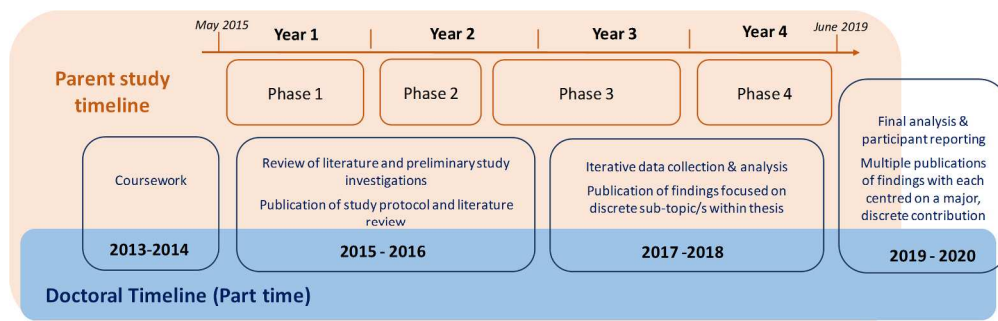 May 2015
Year 1
Year 2
Year 3
Year 4
June 2019
Parent study
timeline
Phase 1
Phase 2
Phase 3
Phase 4
Coursework
2013-2014
Review of literature and preliminary study
investigations
Publication of study protocol and literature
review
2015 - 2016
Iterative data collection & analysis
Publication of findings focused on
discrete sub-topic/s within thesis
2017 -2018
Final analysis &
participant reporting
Multiple publications
of findings with each
centred on a major,
discrete contribution
2019 - 2020
Doctoral Timeline (Part time)